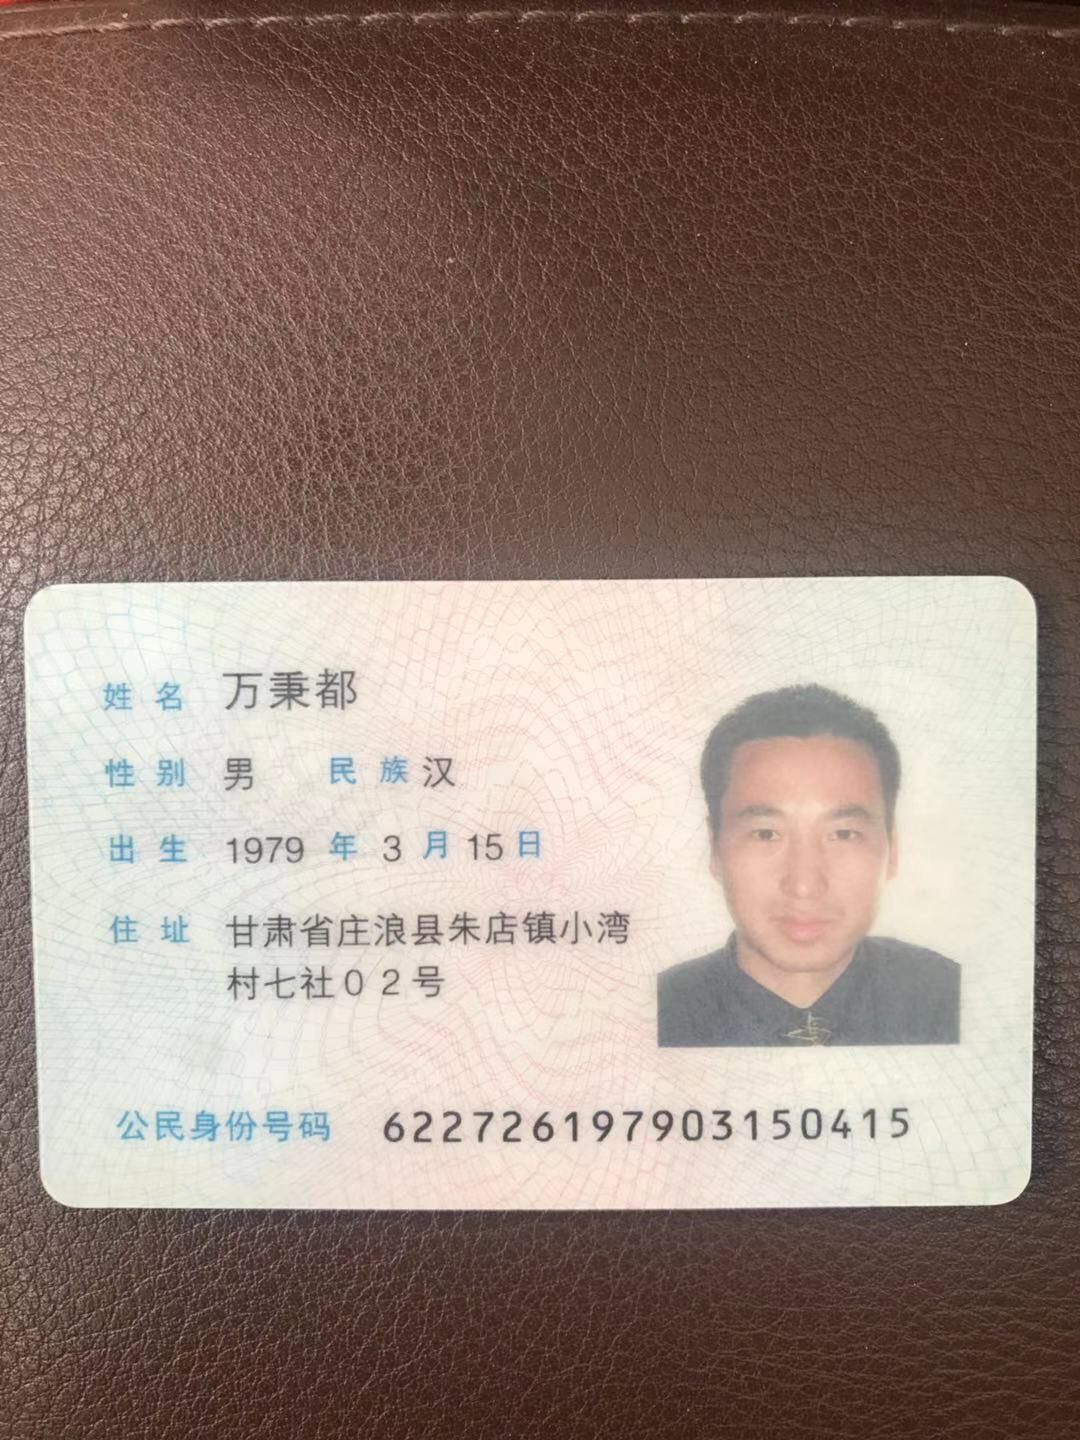 姓名 万秉都
性别 男 民族 汉
出生 1979 年 3 月 15 日
住址 甘肃省庄浪县朱店镇小湾
村七社02号
公民身份号码 622726197903150415